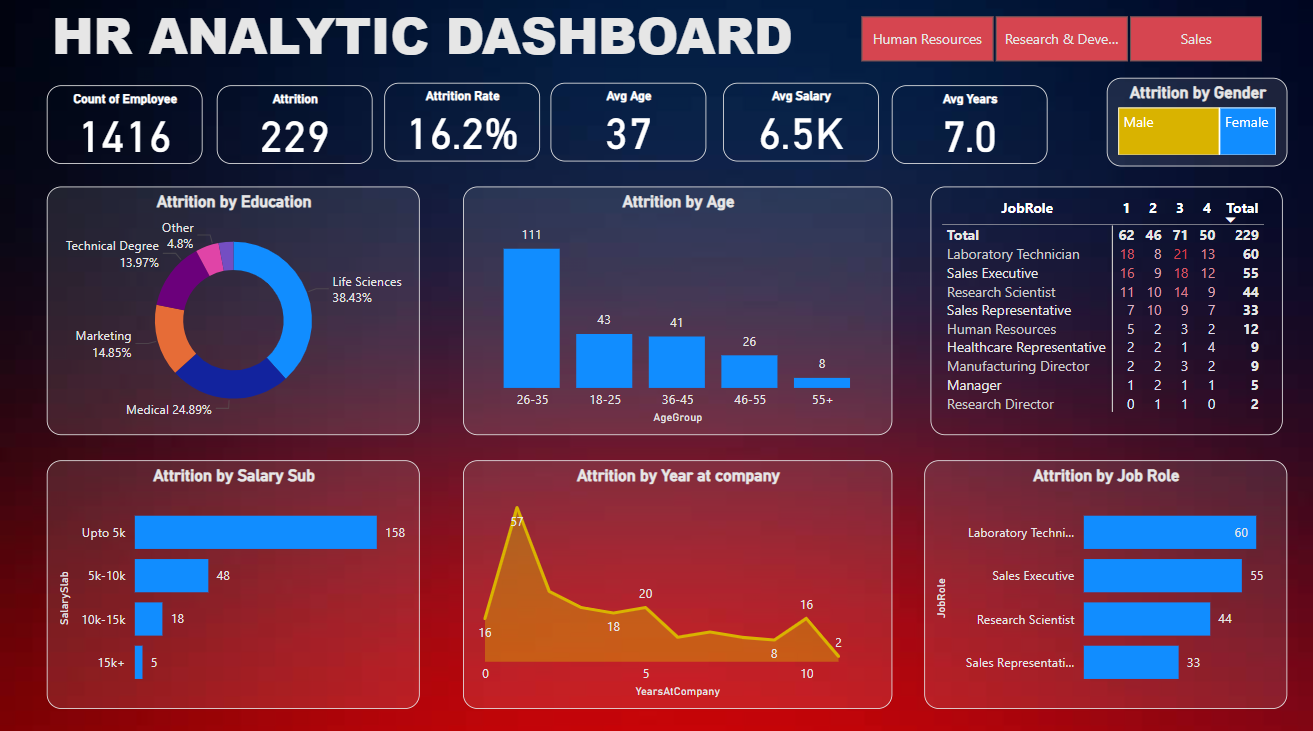 HR ANALYTIC DASHBOARD
Human Resources
Research & Deve...
Sales
Count of Employee
1416
Attrition
229
Attrition Rate
16.2%
Avg Age
37
Avg Salary
6.5K
Avg Years
7.0
Attrition by Gender
Male
Female
Attrition by Education
Other
4.8%
Technical Degree
13.97%
Life Sciences
38.43%
Marketing
14.85%
Medical 24.89%
Attrition by Age
111
43
41
26
8
26-35
18-25
36-45
46-55
55+
AgeGroup
JobRole 1 2 3 4 Total
Total 62 46 71 50 229
Laboratory Technician 18 8 21 13 60
Sales Executive 16 9 18 12 55
Research Scientist 11 10 14 9 44
Sales Representative 7 10 9 7 33
Human Resources 5 2 3 2 12
Healthcare Representative 2 2 1 4 9
Manufacturing Director 2 2 3 2 9
Manager 1 2 1 1 5
Research Director 0 1 1 0 2
Attrition by Salary Sub
SalarySlab
Upto 5k 158
5k-10k 48
10k-15k 18
15k+ 5
Attrition by Year at company
57
16
18
20
8
16
2
0
5
10
YearsAtCompany
Attrition by Job Role
JobRole
Laboratory Techni... 60
Sales Executive 55
Research Scientist 44
Sales Representati... 33